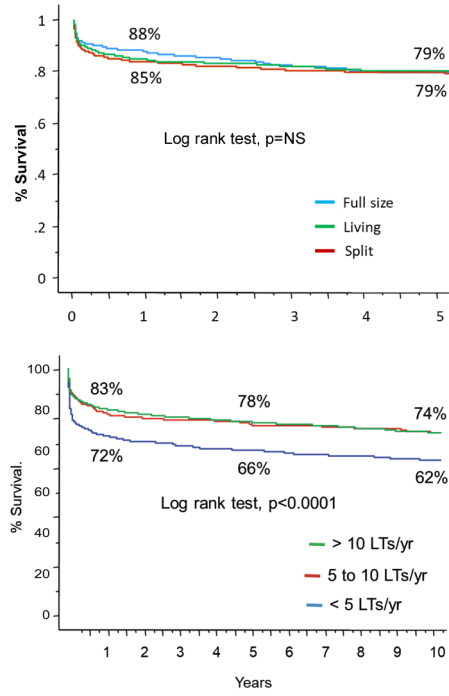 1
88%
79%
.8
85%
79%
.6
Log rank test, p=NS
% Survival
.4
Full size
.2
Living
Split
0
0 1 2 3 4 5
100
83%
78%
74%
80
60
72%
66%
62%
60
Log rank test, p<0.0001
% Survival.
40
> 10 LTs/yr
20
5 to 10 LTs/yr
< 5 LTs/yr
0
1 2 3 4 5 6 7 8 9 10
Years